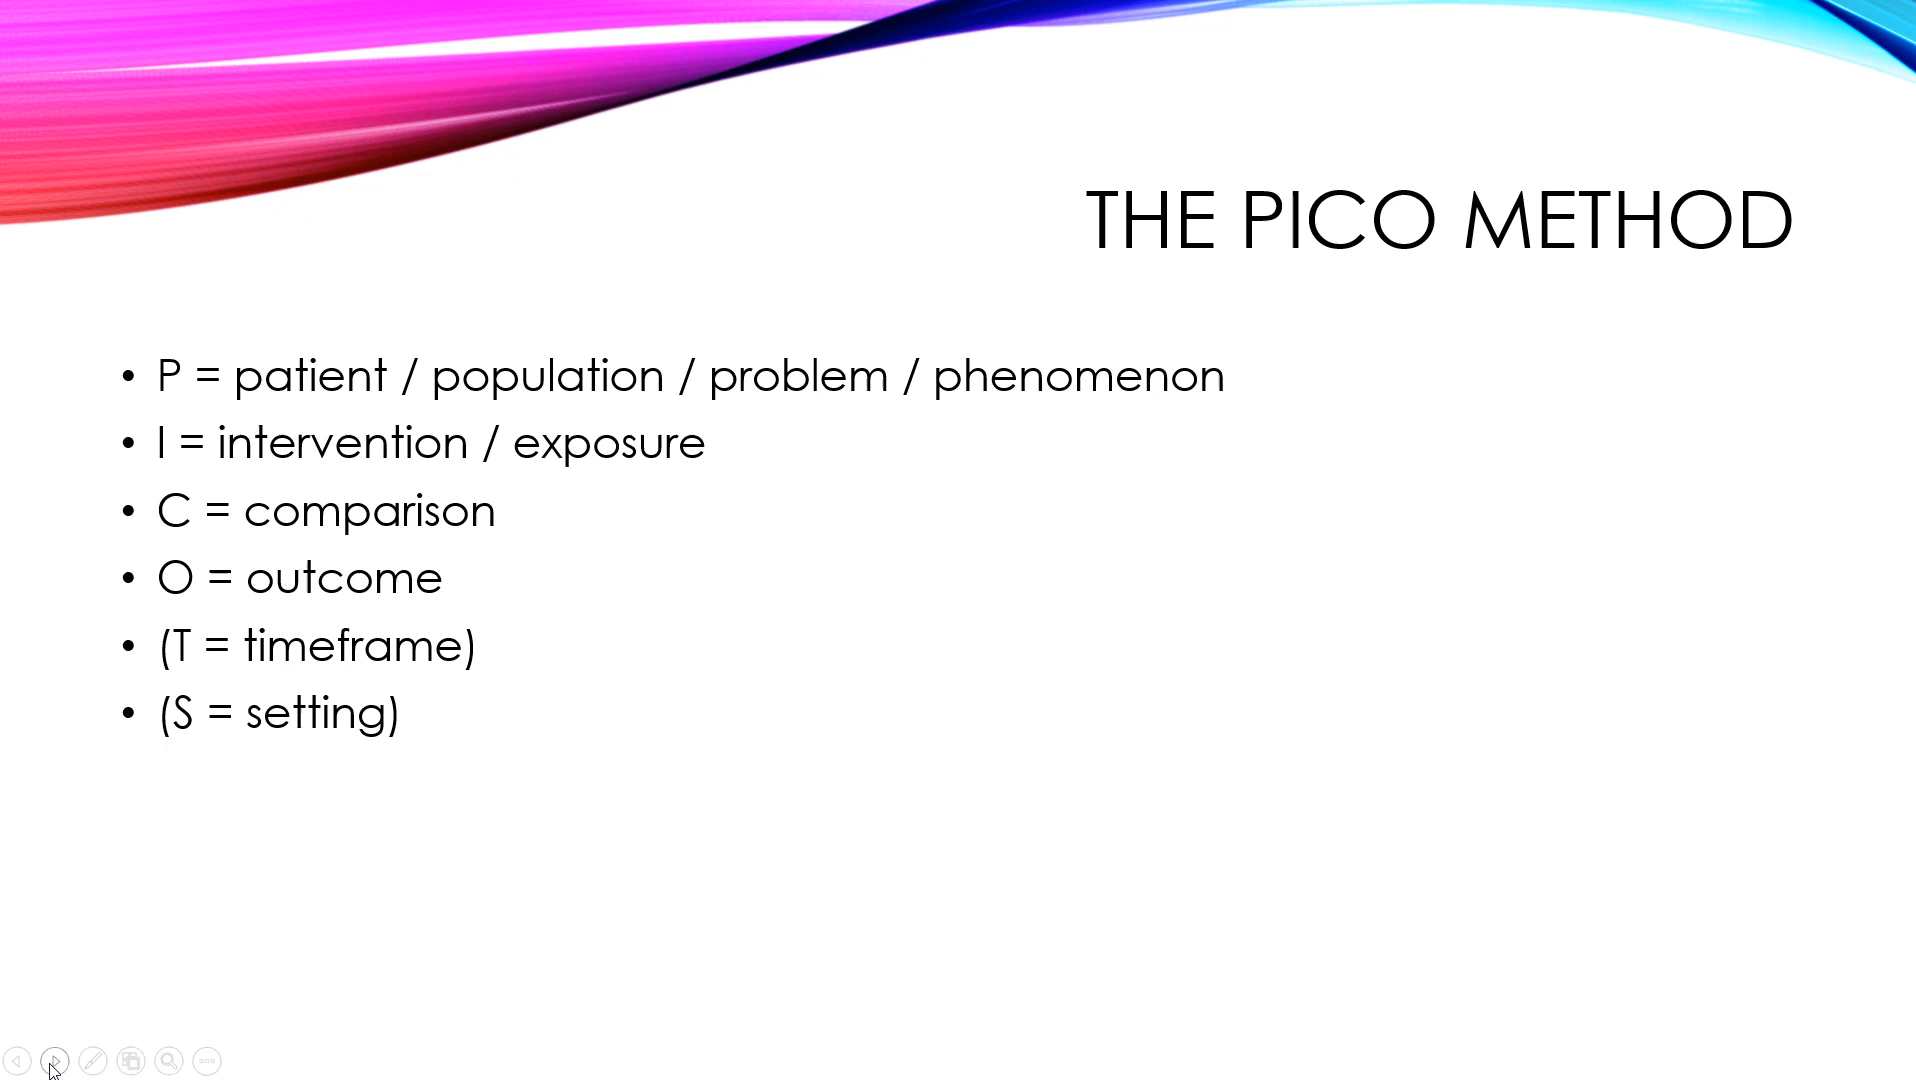 THE PICO METHOD
• P = patient / population / problem / phenomenon
• I = intervention / exposure
• C = comparison
• O = outcome
• (T = timeframe)
• (S = setting)